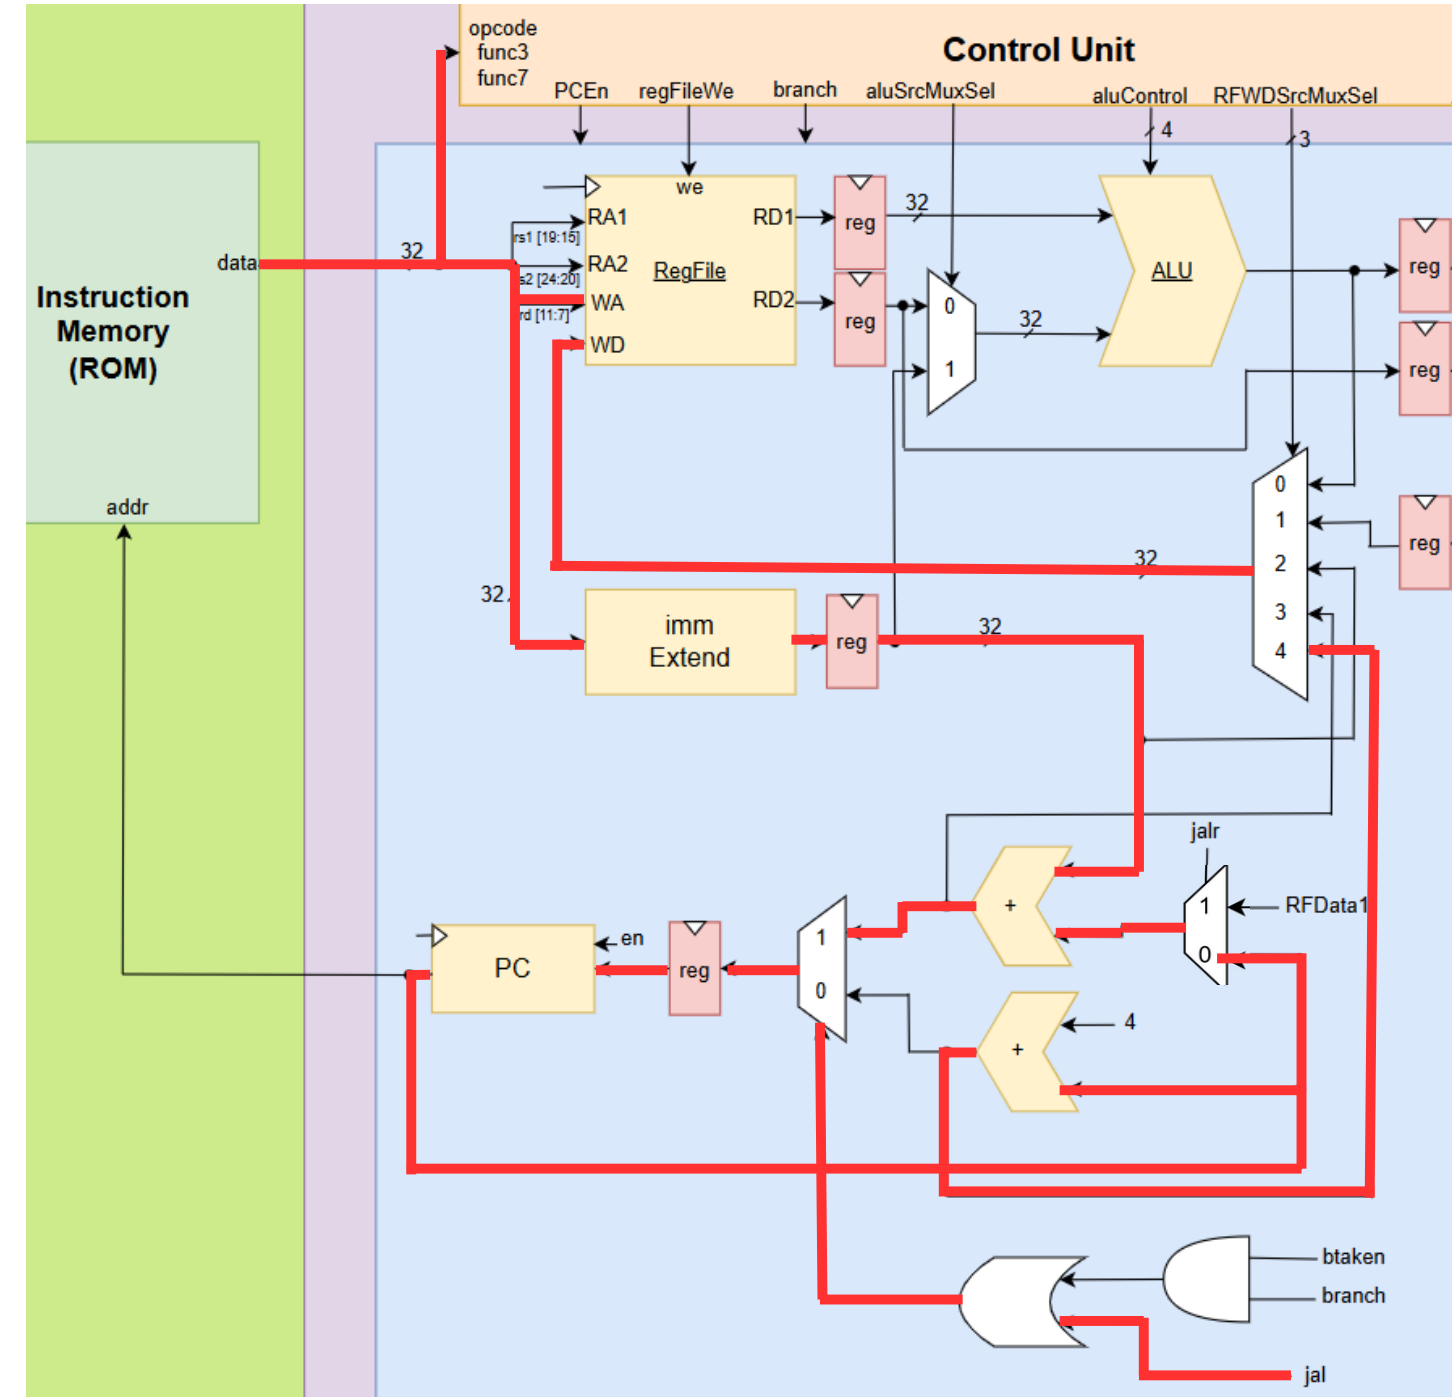 opcode
func3
func7
Control Unit
PCEn
regFileWe
branch
aluSrcMuxSel
aluControl
RFWDSrcMuxSel
4
3
Instruction
Memory
(ROM)
data
addr
32
we
RA1
rs1 [19:15]
RA2
s2 [24:20]
WA
rd [11:7]
WD
RegFile
RD1
RD2
reg
reg
32
0
1
32
ALU
reg
reg
reg
0
1
2
3
4
32
32
imm
Extend
reg
32
jalr
1
0
RFData1
+
1
0
en
PC
reg
4
+
btaken
branch
jal